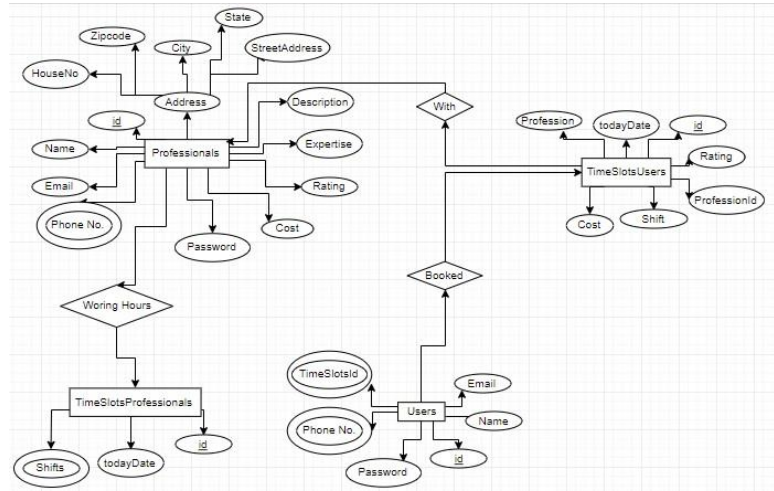 State
Zipcode
City
StreetAddress
HouseNo
Address
Description
With
id
Profession
todayDate
id
Name
Professionals
Expertise
Rating
TimeSlotsUsers
Email
Rating
ProfessionId
Phone No.
Cost
Cost
Shift
Password
Booked
Woring Hours
TimeSlotsId
Email
TimeSlotsProfessionals
Users
Name
Phone No.
id
id
Shifts
todayDate
Password